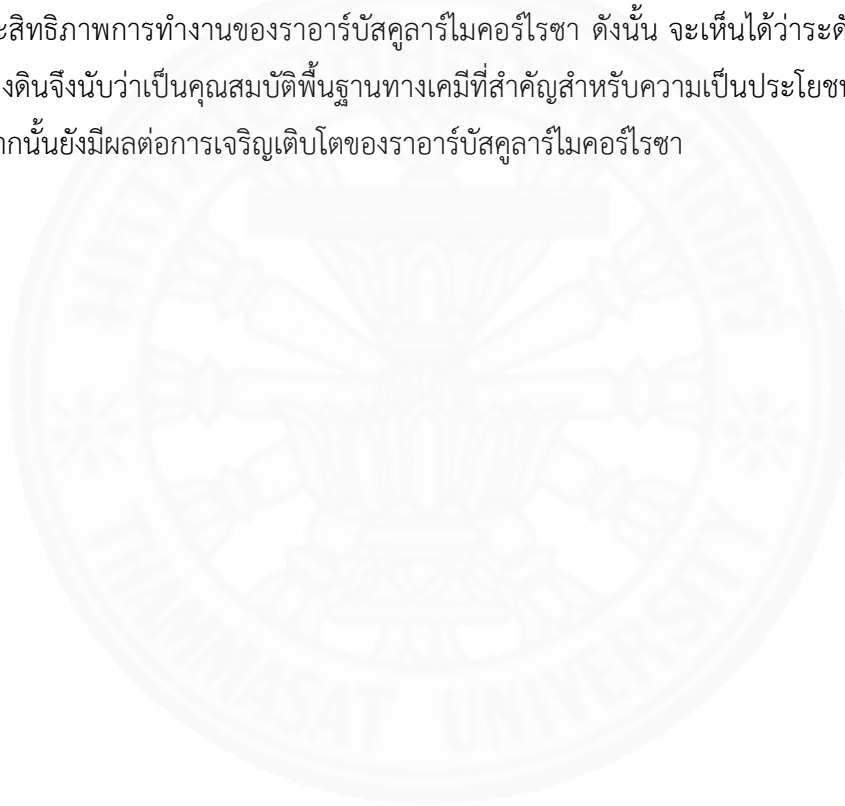 ะสิทธิภาพการทำงานของราอาร์บัสคูลาร์ไมคอร์ไรซา ดังนั้น จะเห็นได้ว่าระดั
งดินจึงนับว่าเป็นคุณสมบัติพื้นฐานทางเคมีที่สำคัญสำหรับความเป็นประโยชน
ากนั้นยังมีผลต่อการเจริญเติบโตของราอาร์บัสคูลาร์ไมคอร์ไรซา
THAMMASAT UNIVERSITY